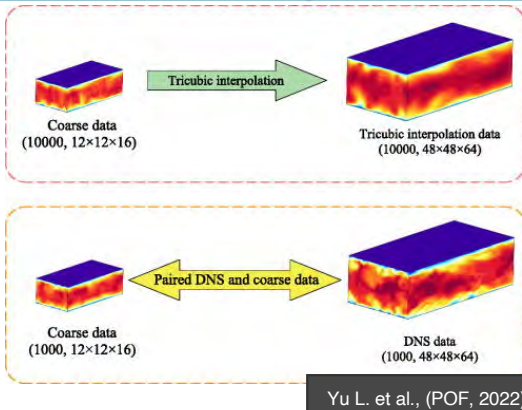 Tricubic interpolation
Coarse data
(10000, 12×12×16)
Tricubic interpolation data
(10000, 48×48×64)
Paired DNS and coarse data
Coarse data
(1000, 12×12×16)
DNS data
(1000, 48×48×64)
Yu L. et al., (POF, 2022)